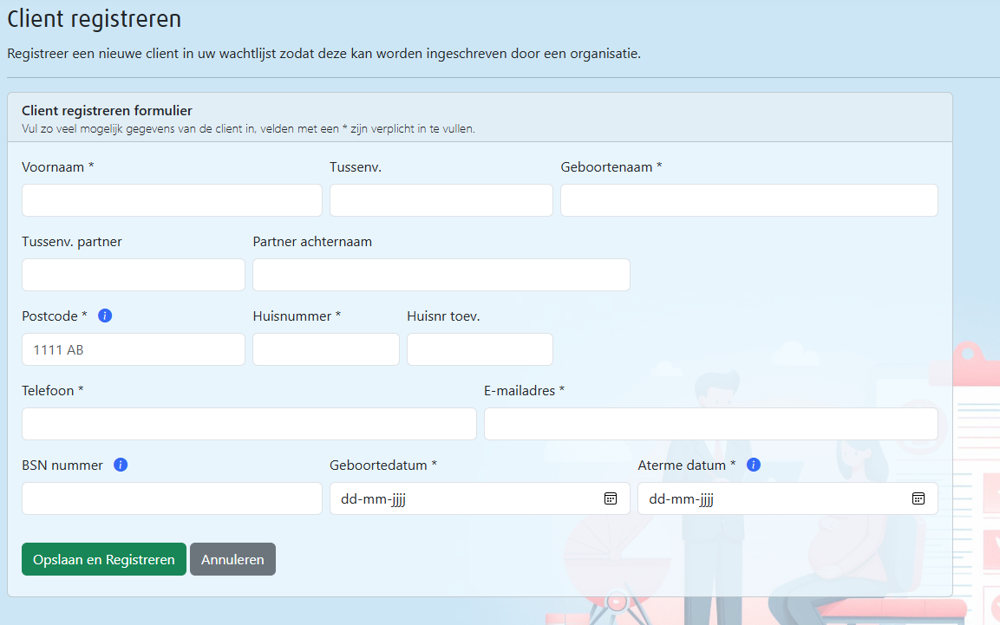 Client registreren
Registreer een nieuwe client in uw wachtlijst zodat deze kan worden ingeschreven door een organisatie.
Client registreren formulier
Vul zo veel mogelijk gegevens van de client in, velden met een * zijn verplicht in te vullen.
Voornaam * Tussenv. Geboortenaam *
Tussenv. partner Partner achternaam
Postcode * i Huisnummer * Huisnr toev.
1111 AB
Telefoon * E-mailadres *
BSN nummer i Geboortedatum * Aterme datum * i
dd-mm-jjjj dd-mm-jjjj
Opslaan en Registreren Annuleren